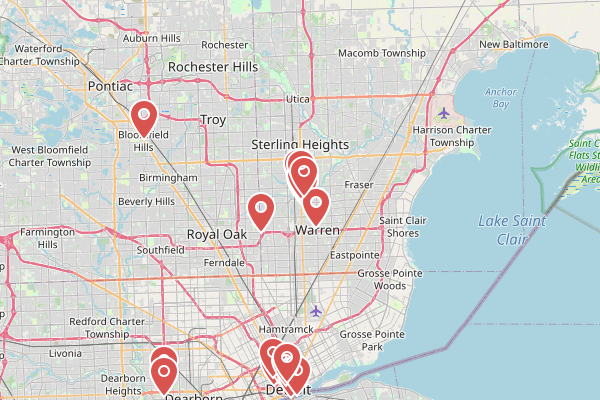 Auburn Hills
Rochester
Waterford
Charter Township
Macomb Township
New Baltimore
Rochester Hills
Pontiac
Utica
Anchor
Bay
Troy
Bloomfield
Hills
Harrison Charter
Township
Sterling Heights
West Bloomfield
Charter Township
Saint C
Flats St
Wildli
Area
Birmingham
Fraser
Beverly Hills
Lake Saint
Clair
Farmington
Hills
Royal Oak
Warren
Saint Clair
Shores
Southfield
Ferndale
Eastpointe
Grosse Pointe
Woods
Redford Charter
Township
Hamtramck
Grosse Pointe
Park
Livonia
Dearborn
Heights
Dearborn
Detroit